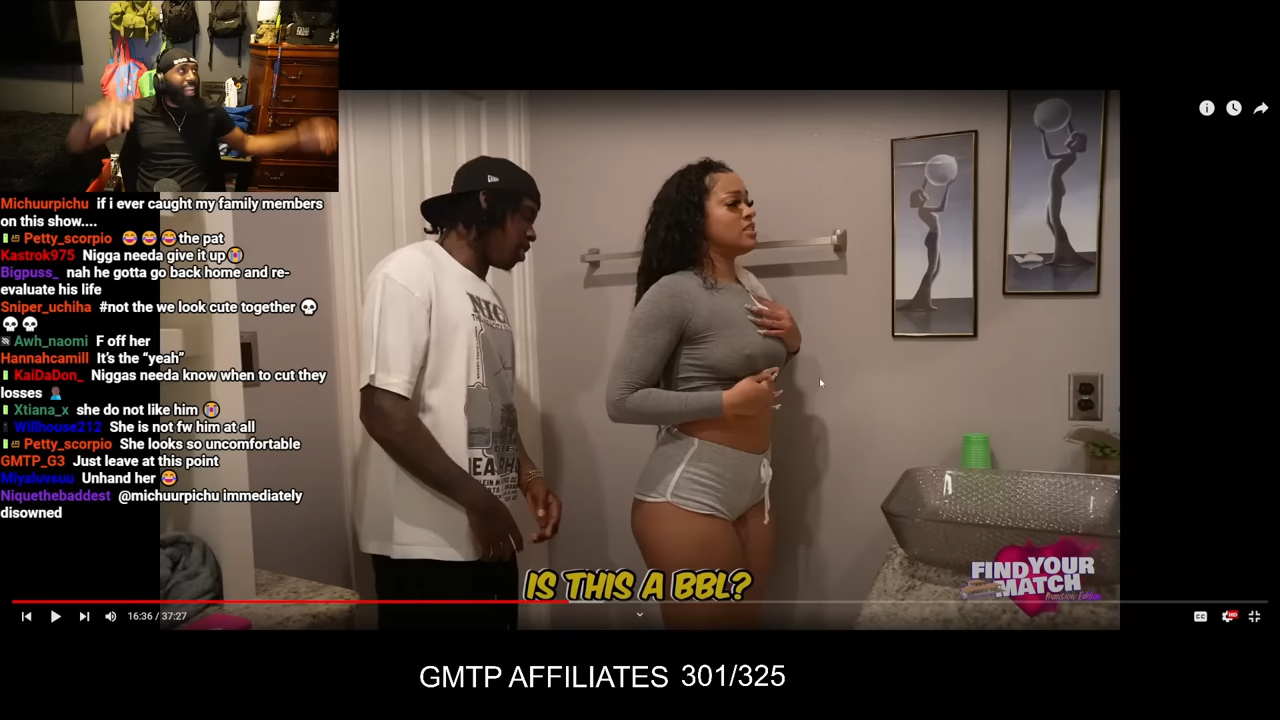 Michuurpichu if i ever caught my family members
on this show....
Petty_scorpio 😂 😂 😂 the pat
Kastrok975 Nigga needa give it up😭
Bigpuss_ nah he gotta go back home and re-
evaluate his life
Sniper_uchiha #not the we look cute together 💀
💀 💀
Awh_naomi F off her
Hannahcamill It's the “yeah”
KaiDaDon_ Niggas needa know when to cut they
losses 🤦🏿‍♂️
Xtiana_x she do not like him 😭
Willhouse212 She is not fw him at all
Petty_scorpio She looks so uncomfortable
GMTP_G3 Just leave at this point
Miyaluvsuu Unhand her 😂
Niquethebaddest @michuurpichu immediately
disowned
IS THIS A BBL?
FIND YOUR
MATCH
Mansion Edition
16:36 / 37:27
CC
HD
GMTP AFFILIATES 301/325